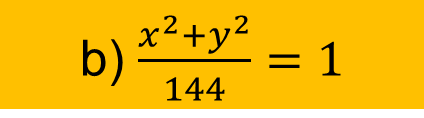 b) x²+y²/144 = 1